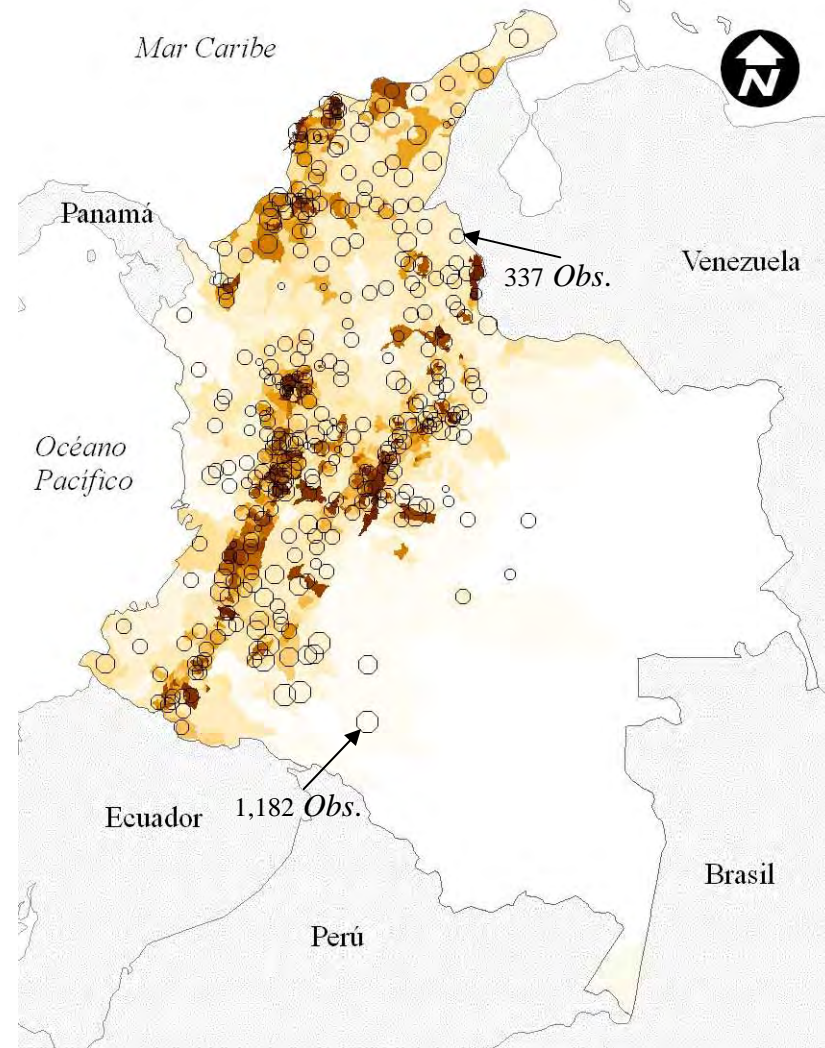 Mar Caribe
N
Panamá
337 Obs.
Venezuela
Océano
Pacífico
Ecuador
1,182 Obs.
Brasil
Perú